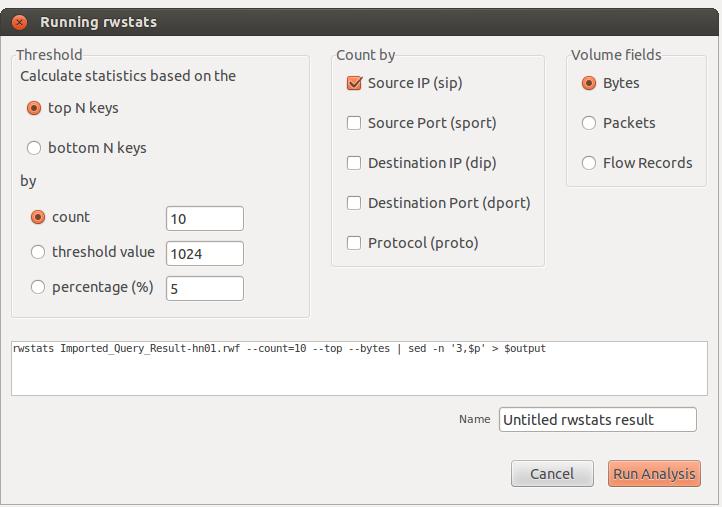 Running rwstats
Threshold
Calculate statistics based on the
top N keys
bottom N keys
by
count 10
threshold value 1024
percentage (%) 5
Count by
Source IP (sip)
Source Port (sport)
Destination IP (dip)
Destination Port (dport)
Protocol (proto)
Volume fields
Bytes
Packets
Flow Records
rwstats Imported_Query_Result-hn01.rwf --count=10 --top --bytes | sed -n '3,$p' > $output
Name Untitled rwstats result
Cancel Run Analysis